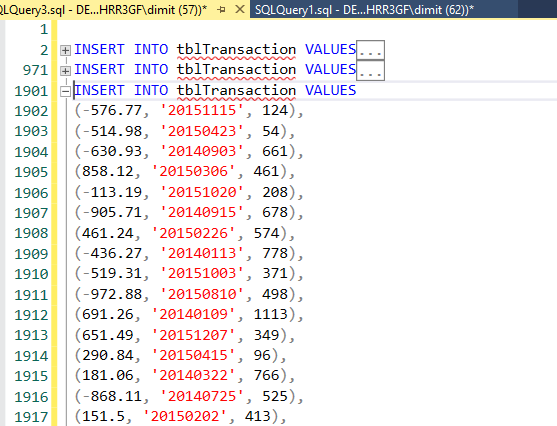 QLQuery3.sql - DE...HRR3GF\dimit (57))* SQLQuery1.sql - DE...HRR3GF\dimit (62))*
1
2 INSERT INTO tblTransaction VALUES...
971 INSERT INTO tblTransaction VALUES...
1901 INSERT INTO tblTransaction VALUES
1902 (-576.77, '20151115', 124),
1903 (-514.98, '20150423', 54),
1904 (-630.93, '20140903', 661),
1905 (858.12, '20150306', 461),
1906 (-113.19, '20151020', 208),
1907 (-905.71, '20140915', 678),
1908 (461.24, '20150226', 574),
1909 (-436.27, '20140113', 778),
1910 (-519.31, '20151003', 371),
1911 (-972.88, '20150810', 498),
1912 (691.26, '20140109', 1113),
1913 (651.49, '20151207', 349),
1914 (290.84, '20150415', 96),
1915 (181.06, '20140322', 766),
1916 (-868.11, '20140725', 525),
1917 (151.5, '20150202', 413),